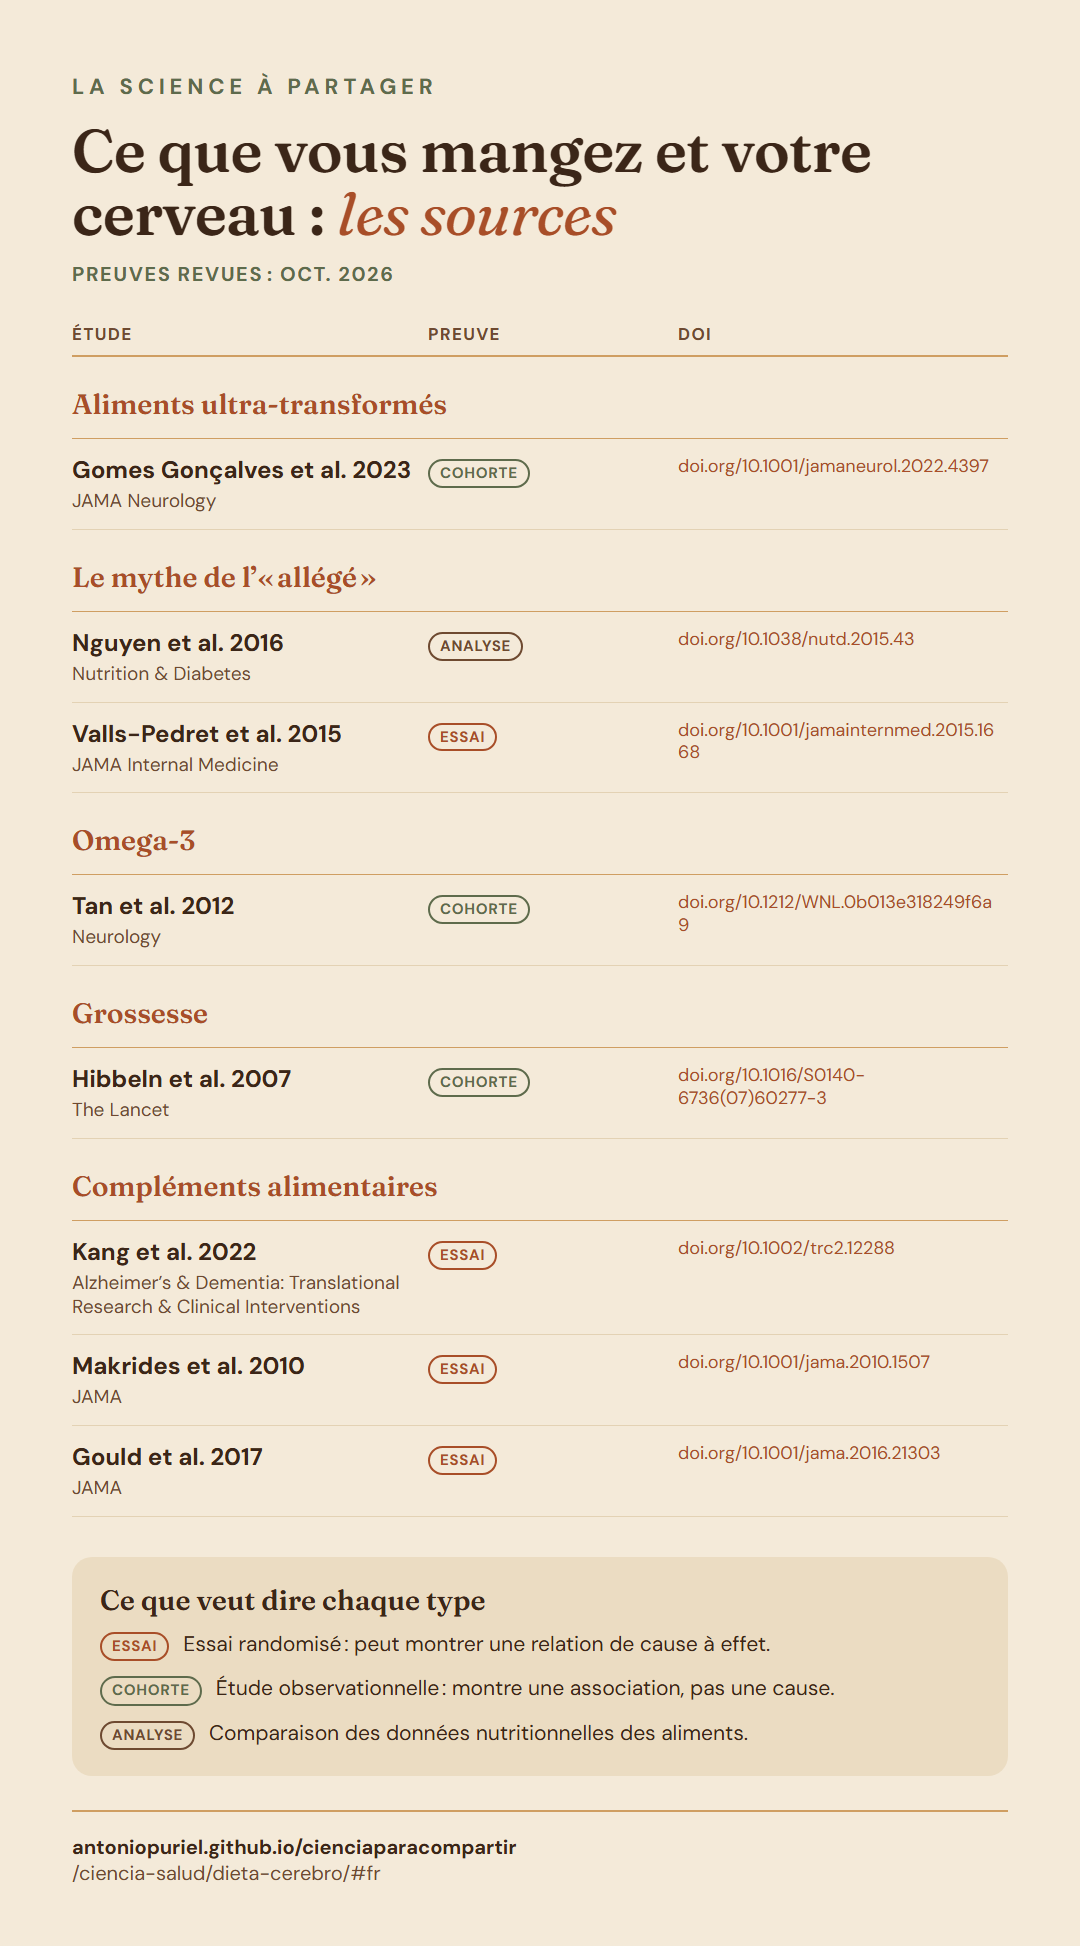 LA SCIENCE À PARTAGER
Ce que vous mangez et votre
cerveau : les sources
PREUVES REVUES : OCT. 2026
ÉTUDE PREUVE DOI
Aliments ultra-transformés
Gomes Gonçalves et al. 2023 COHORTE doi.org/10.1001/jamaneurol.2022.4397
JAMA Neurology
Le mythe de l’« allégé »
Nguyen et al. 2016 ANALYSE doi.org/10.1038/nutd.2015.43
Nutrition & Diabetes
Valls-Pedret et al. 2015 ESSAI doi.org/10.1001/jamainternmed.2015.16
JAMA Internal Medicine 68
Omega-3
Tan et al. 2012 COHORTE doi.org/10.1212/WNL.0b013e318249f6a
Neurology 9
Grossesse
Hibbeln et al. 2007 COHORTE doi.org/10.1016/S0140-
The Lancet 6736(07)60277-3
Compléments alimentaires
Kang et al. 2022 ESSAI doi.org/10.1002/trc2.12288
Alzheimer’s & Dementia: Translational
Research & Clinical Interventions
Makrides et al. 2010 ESSAI doi.org/10.1001/jama.2010.1507
JAMA
Gould et al. 2017 ESSAI doi.org/10.1001/jama.2016.21303
JAMA
Ce que veut dire chaque type
ESSAI Essai randomisé : peut montrer une relation de cause à effet.
COHORTE Étude observationnelle : montre une association, pas une cause.
ANALYSE Comparaison des données nutritionnelles des aliments.
antoniopuriel.github.io/cienciaparacompartir
/ciencia-salud/dieta-cerebro/#fr